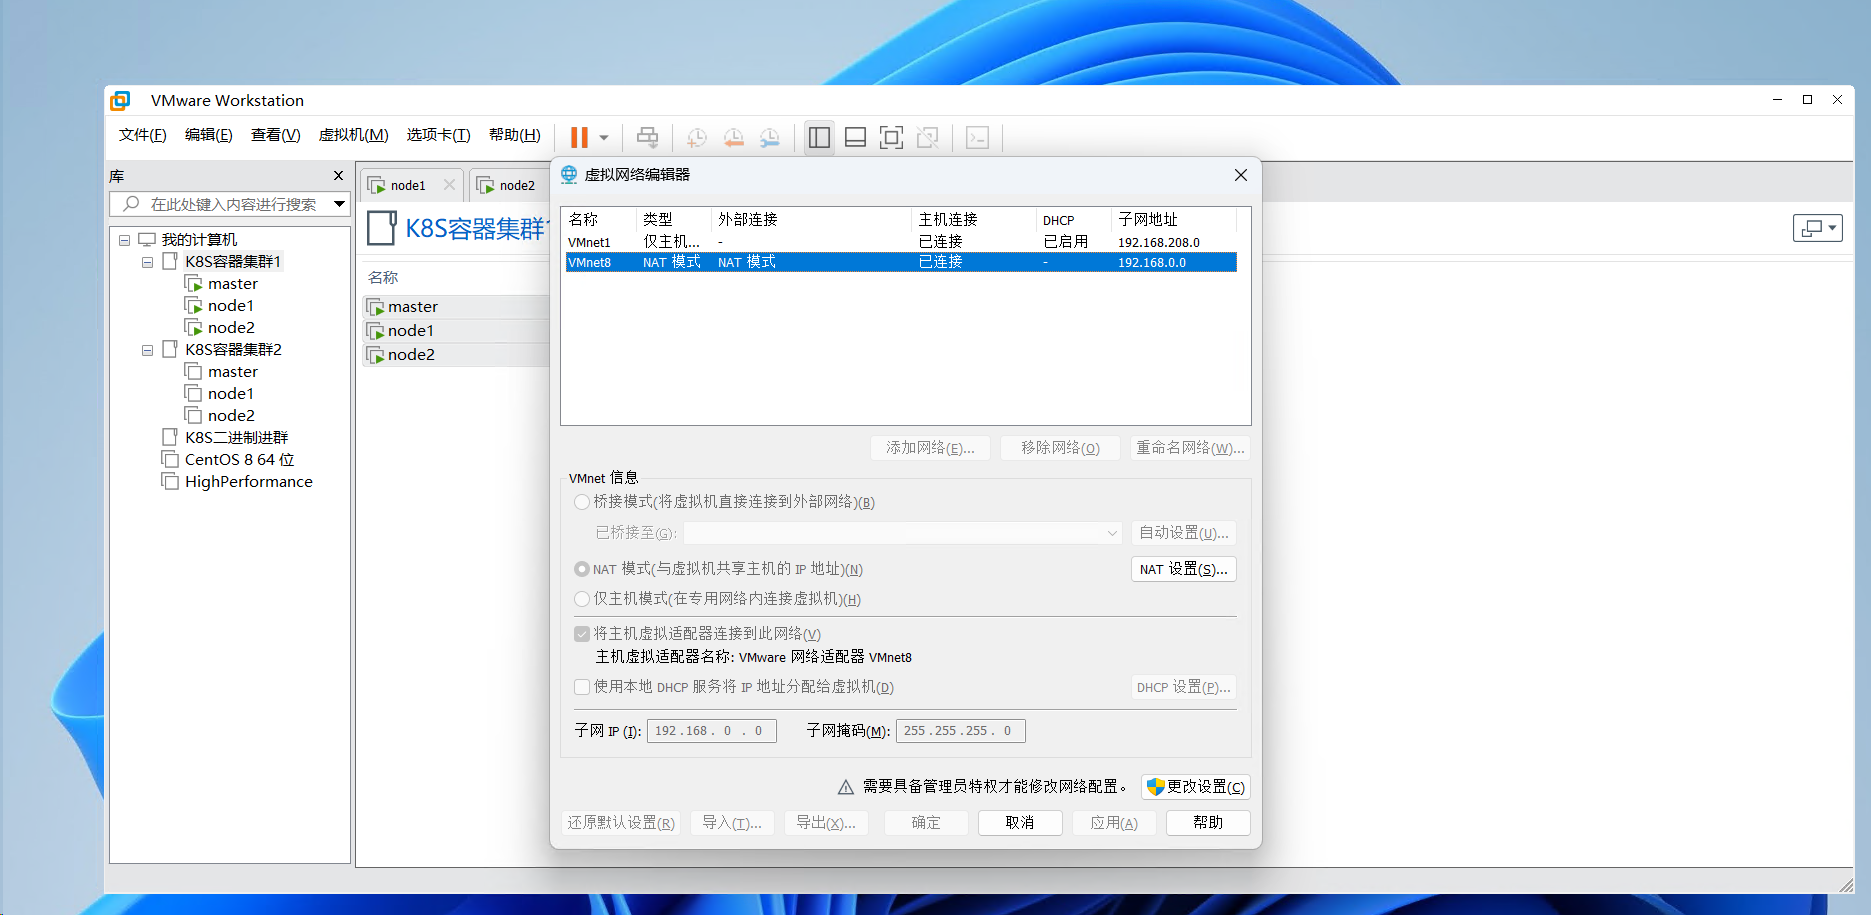 VMware Workstation
文件(F) 编辑(E) 查看(V) 虚拟机(M) 选项卡(T) 帮助(H)
库
在此处键入内容进行搜索
我的计算机
K8S容器集群1
master
node1
node2
K8S容器集群2
master
node1
node2
K8S二进制进群
CentOS 8 64 位
HighPerformance
node1
node2
K8S容器集群1
名称
master
node1
node2
虚拟网络编辑器
名称 类型 外部连接 主机连接 DHCP 子网地址
VMnet1 仅主机... - 已连接 已启用 192.168.208.0
VMnet8 NAT 模式 NAT 模式 已连接 - 192.168.0.0
添加网络(E)... 移除网络(O) 重命名网络(W)...
VMnet 信息
桥接模式(将虚拟机直接连接到外部网络)(B)
已桥接至(G): 自动设置(U)...
NAT 模式(与虚拟机共享主机的 IP 地址)(N) NAT 设置(S)...
仅主机模式(在专用网络内连接虚拟机)(H)
将主机虚拟适配器连接到此网络(V)
主机虚拟适配器名称: VMware 网络适配器 VMnet8
使用本地 DHCP 服务将 IP 地址分配给虚拟机(D) DHCP 设置(P)...
子网 IP (I): 192.168. 0 . 0 子网掩码(M): 255.255.255. 0
需要具备管理员特权才能修改网络配置。 更改设置(C)
还原默认设置(R) 导入(T)... 导出(X)... 确定 取消 应用(A) 帮助